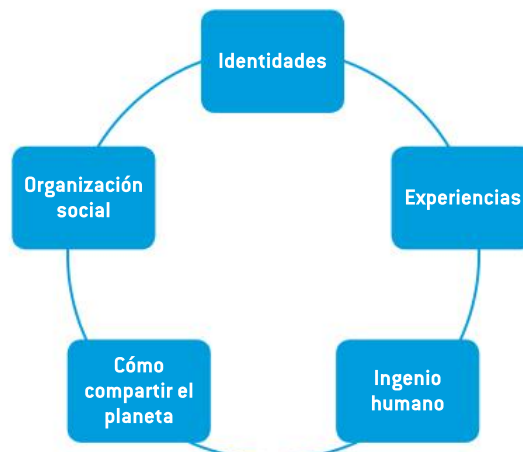 Identidades
Organización
social
Experiencias
Cómo
compartir el
planeta
Ingenio
humano